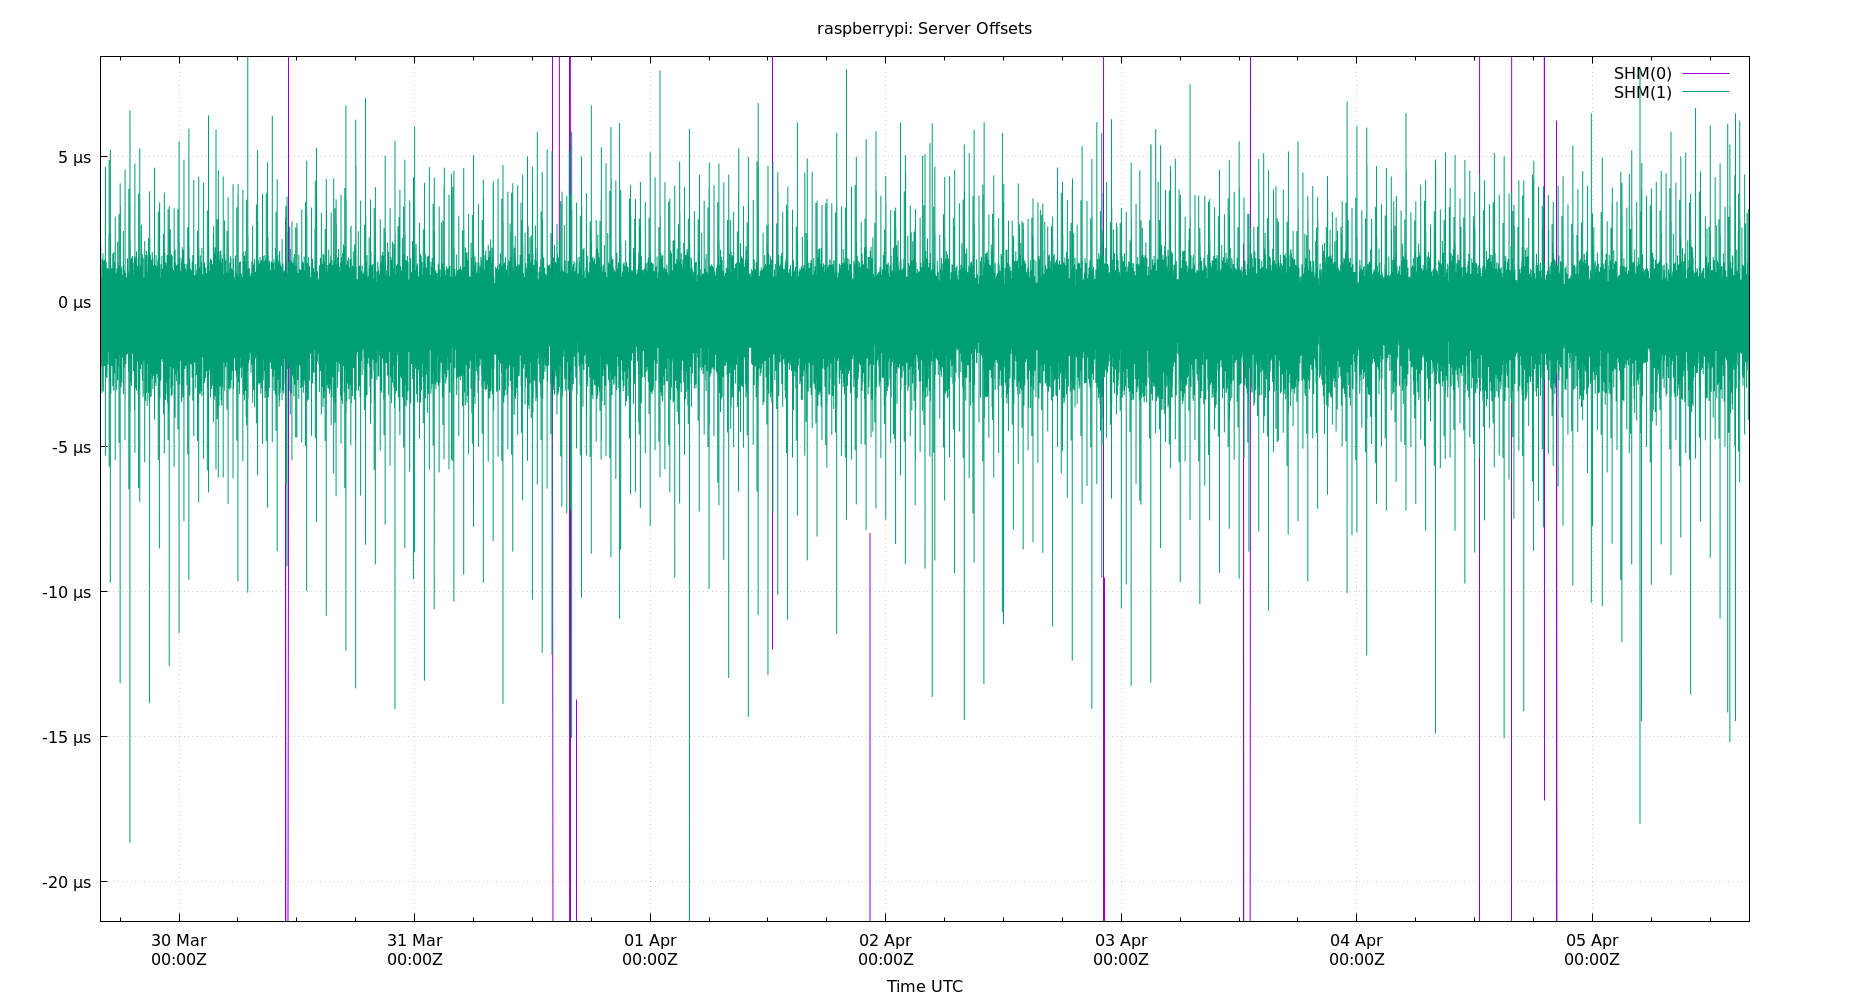 raspberrypi: Server Offsets
SHM(0)
SHM(1)
5 µs
0 µs
-5 µs
-10 µs
-15 µs
-20 µs
30 Mar 31 Mar 01 Apr 02 Apr 03 Apr 04 Apr 05 Apr
00:00Z 00:00Z 00:00Z 00:00Z 00:00Z 00:00Z 00:00Z
Time UTC